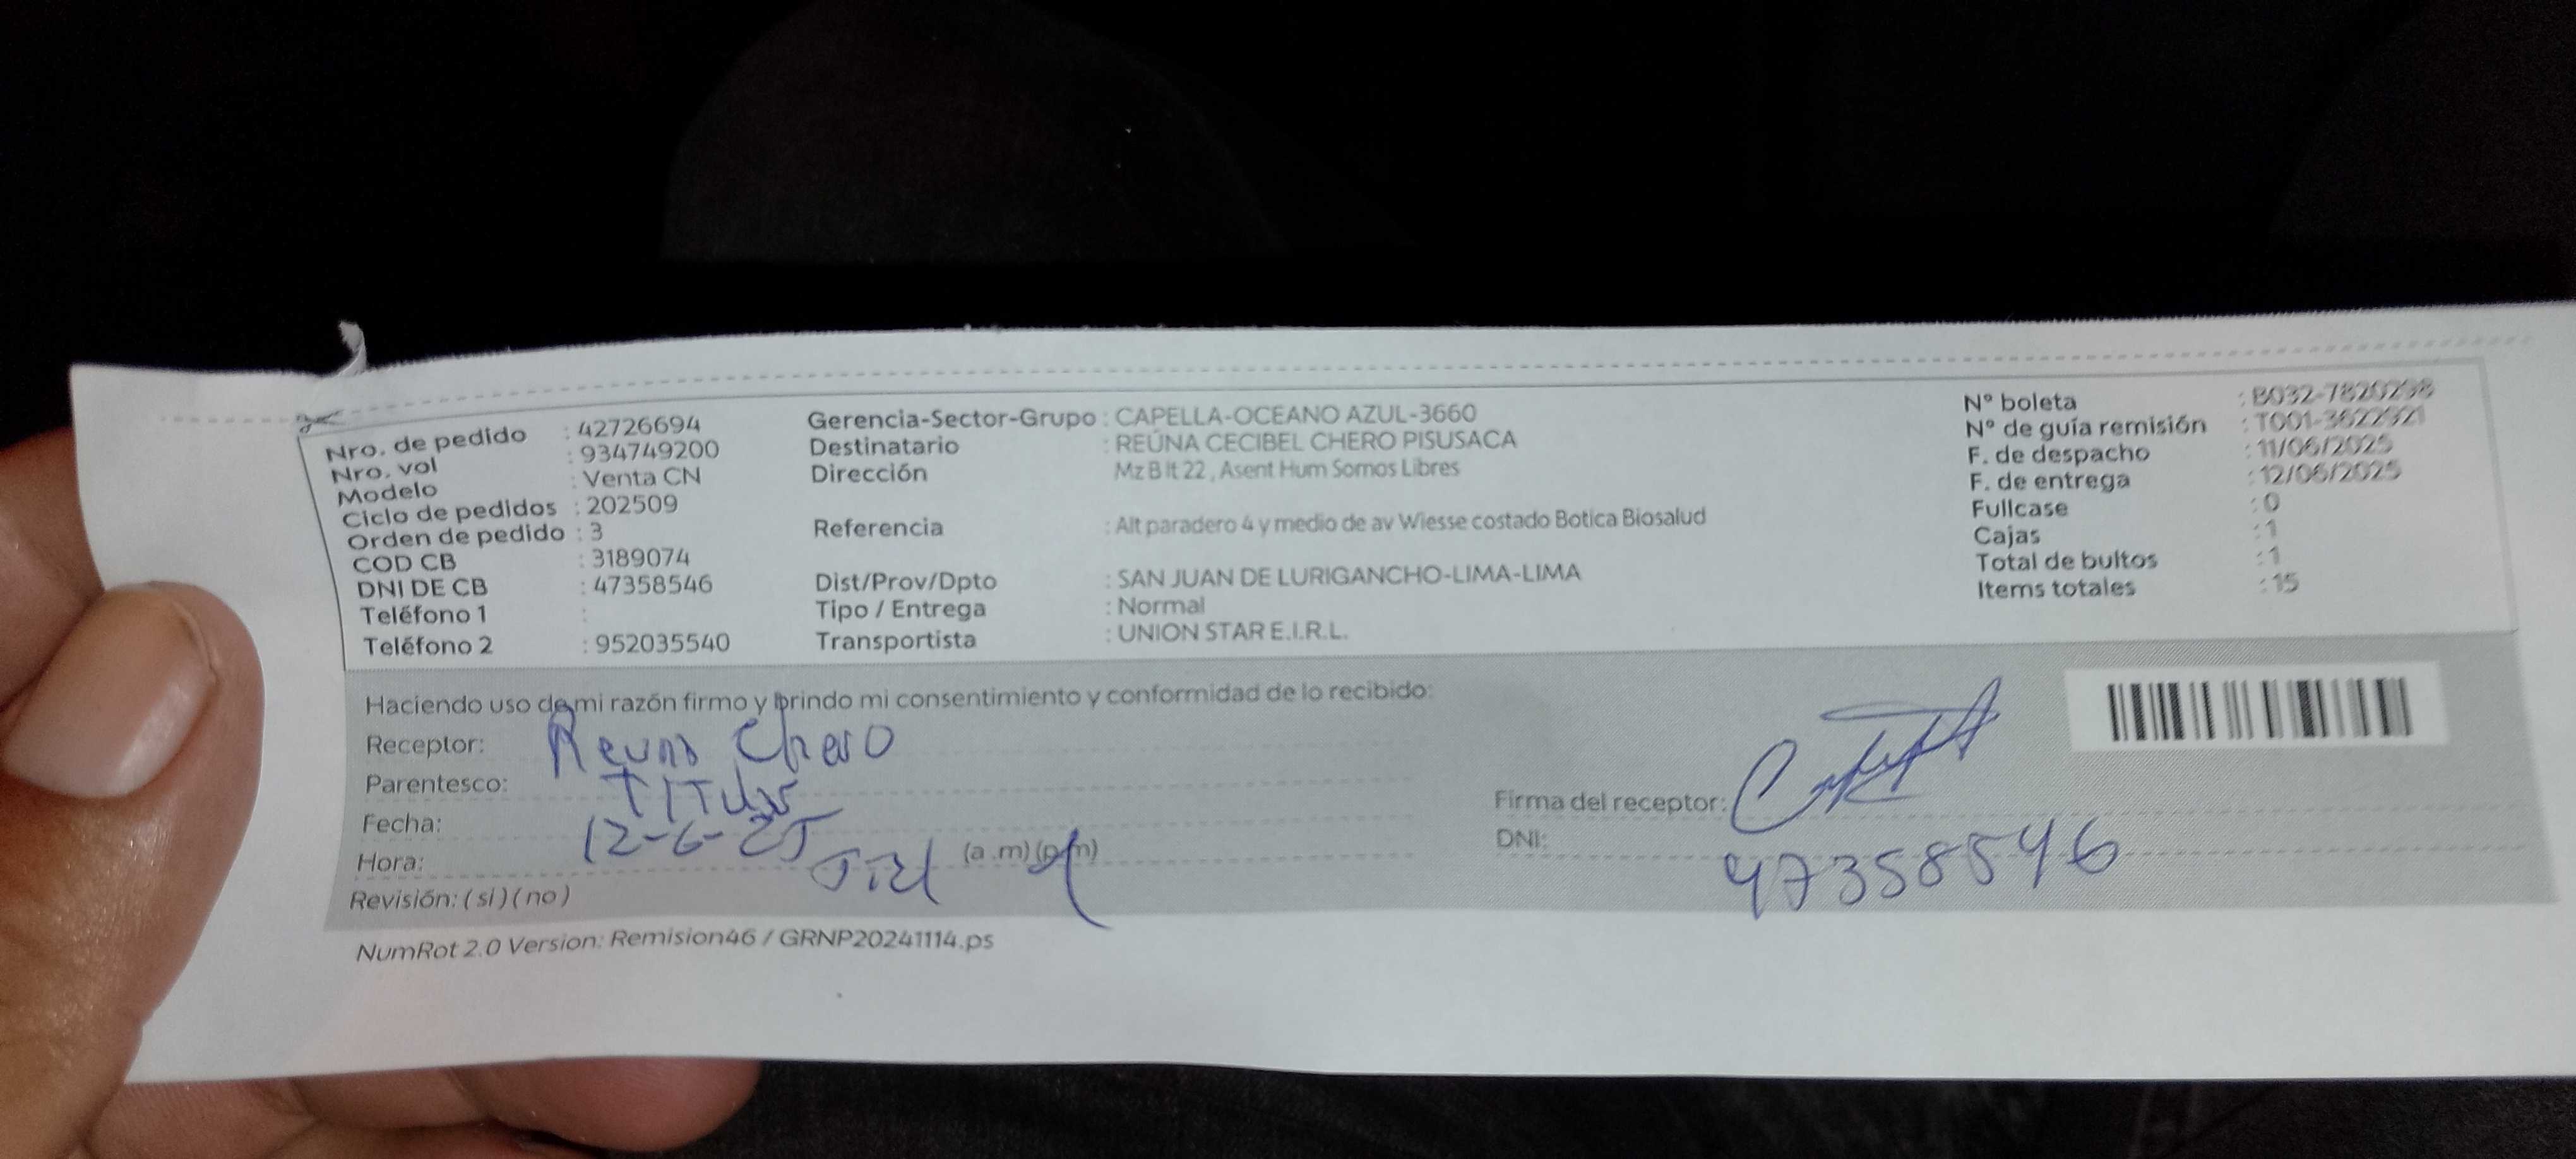 Nro. de pedido : 42726694
Nro. vol : 934749200
Modelo : Venta CN
Ciclo de pedidos : 202509
Orden de pedido : 3
COD CB : 3189074
DNI DE CB : 47358546
Teléfono 1 :
Teléfono 2 : 952035540
Gerencia-Sector-Grupo : CAPELLA-OCEANO AZUL-3660
Destinatario : REÚNA CECIBEL CHERO PISUSACA
Dirección Mz B lt 22 , Asent Hum Somos Libres
Referencia : Alt paradero 4 y medio de av Wiesse costado Botica Biosalud
Dist/Prov/Dpto : SAN JUAN DE LURIGANCHO-LIMA-LIMA
Tipo / Entrega : Normal
Transportista : UNION STAR E.I.R.L.
N° boleta : B032-7820298
N° de guía remisión : T001-3622921
F. de despacho : 11/06/2025
F. de entrega : 12/06/2025
Fullcase : 0
Cajas : 1
Total de bultos : 1
Items totales : 15
Haciendo uso de mi razón firmo y brindo mi consentimiento y conformidad de lo recibido:
Receptor: Reuna Chero
Parentesco: TITular
Fecha: 12-6-25
Hora: (a .m) (p.m)
Revisión: ( si ) ( no )
Firma del receptor:
DNI: 47358546
NumRot 2.0 Version: Remision46 / GRNP20241114.ps